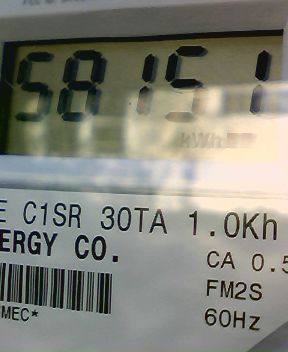 58151
kWh
E C1SR 30TA 1.0Kh
ERGY CO.
CA 0.5
FM2S
MEC*
60Hz